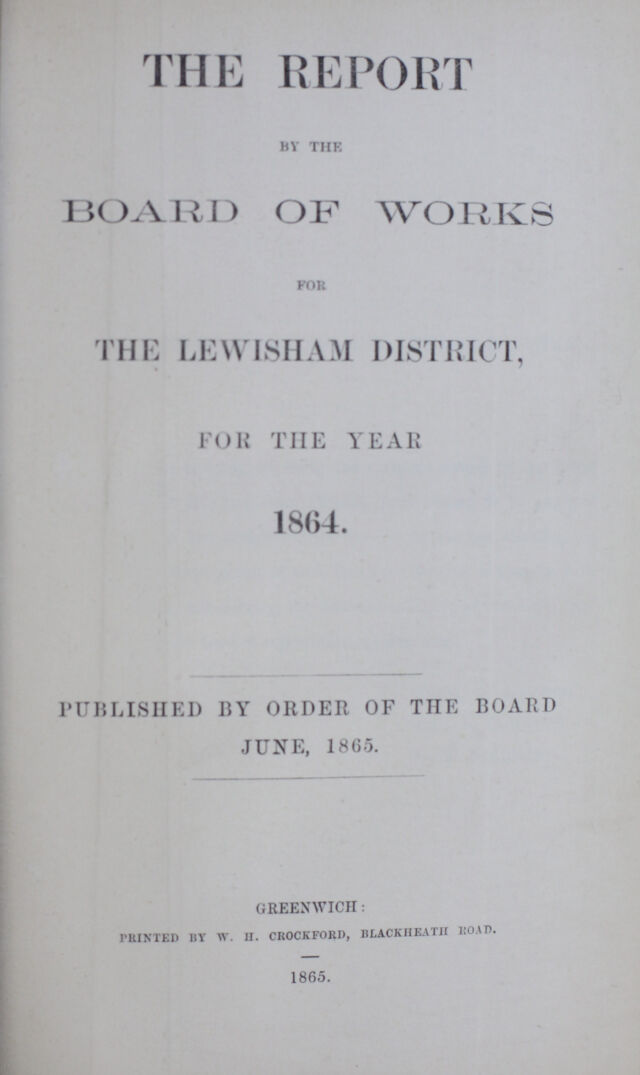 THE REPORT
BY THE
BOARD OF WORKS
FOR
THE LEWISHAM DISTRICT,
FOR THE YEAR
1864.
PUBLISHED BY ORDER OF THE BOARD
JUNE, 1865.
GREENWICH:
PRINTED BY W. H. CROCKFORD, BLACKHEATH ROAD.
1865.